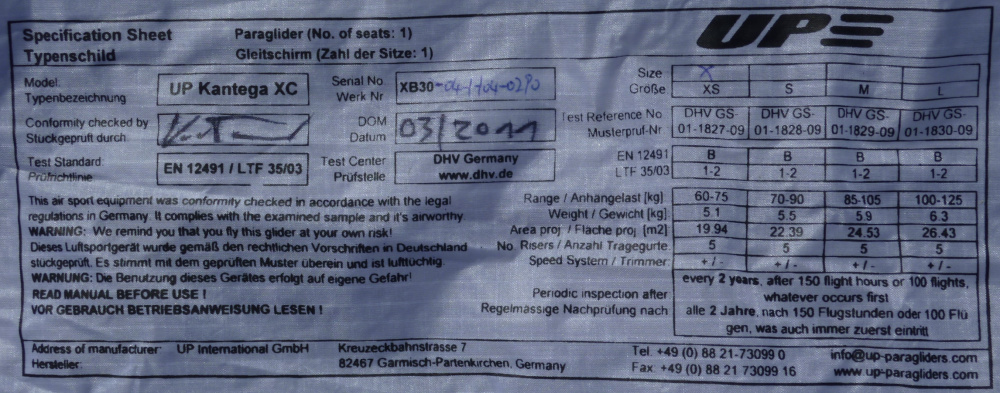 Specification Sheet Paraglider (No. of seats: 1)
Typenschild Gleitschirm (Zahl der Sitze: 1)
UP
Model: UP Kantega XC Serial No XB30-04-1104-0290
Typenbezeichnung Werk Nr
Conformity checked by DOM 03/2011
Stückgeprüft durch Datum
Test Standard EN 12491 / LTF 35/03 Test Center DHV Germany
Prüfrichtlinie Prüfstelle www.dhv.de
Size X
Größe XS S M L
Test Reference No DHV GS- DHV GS- DHV GS- DHV GS-
Musterpruf-Nr 01-1827-09 01-1828-09 01-1829-09 01-1830-09
EN 12491 B B B B
LTF 35/03 1-2 1-2 1-2 1-2
Range / Anhängelast [kg] 60-75 70-90 85-105 100-125
Weight / Gewicht [kg] 5.1 5.5 5.9 6.3
Area proj / Fläche proj. [m2] 19.94 22.39 24.53 26.43
No. Risers / Anzahl Tragegurte 5 5 5 5
Speed System / Trimmer + / - + / - + / - + / -
Periodic inspection after every 2 years, after 150 flight hours or 100 flights,
whatever occurs first
Regelmässige Nachprüfung nach alle 2 Jahre, nach 150 Flugstunden oder 100 Flü
gen, was auch immer zuerst eintritt
This air sport equipment was conformity checked in accordance with the legal
regulations in Germany. It complies with the examined sample and it's airworthy.
WARNING: We remind you that you fly this glider at your own risk!
Dieses Luftsportgerät wurde gemäß den rechtlichen Vorschriften in Deutschland
stückgeprüft. Es stimmt mit dem geprüften Muster überein und ist lufttüchtig.
WARNUNG: Die Benutzung dieses Gerätes erfolgt auf eigene Gefahr!
READ MANUAL BEFORE USE !
VOR GEBRAUCH BETRIEBSANWEISUNG LESEN !
Address of manufacturer: UP International GmbH Kreuzeckbahnstrasse 7 Tel. +49 (0) 88 21-73099 0 info@up-paragliders.com
Hersteller: 82467 Garmisch-Partenkirchen, Germany Fax: +49 (0) 88 21 73099 16 www.up-paragliders.com